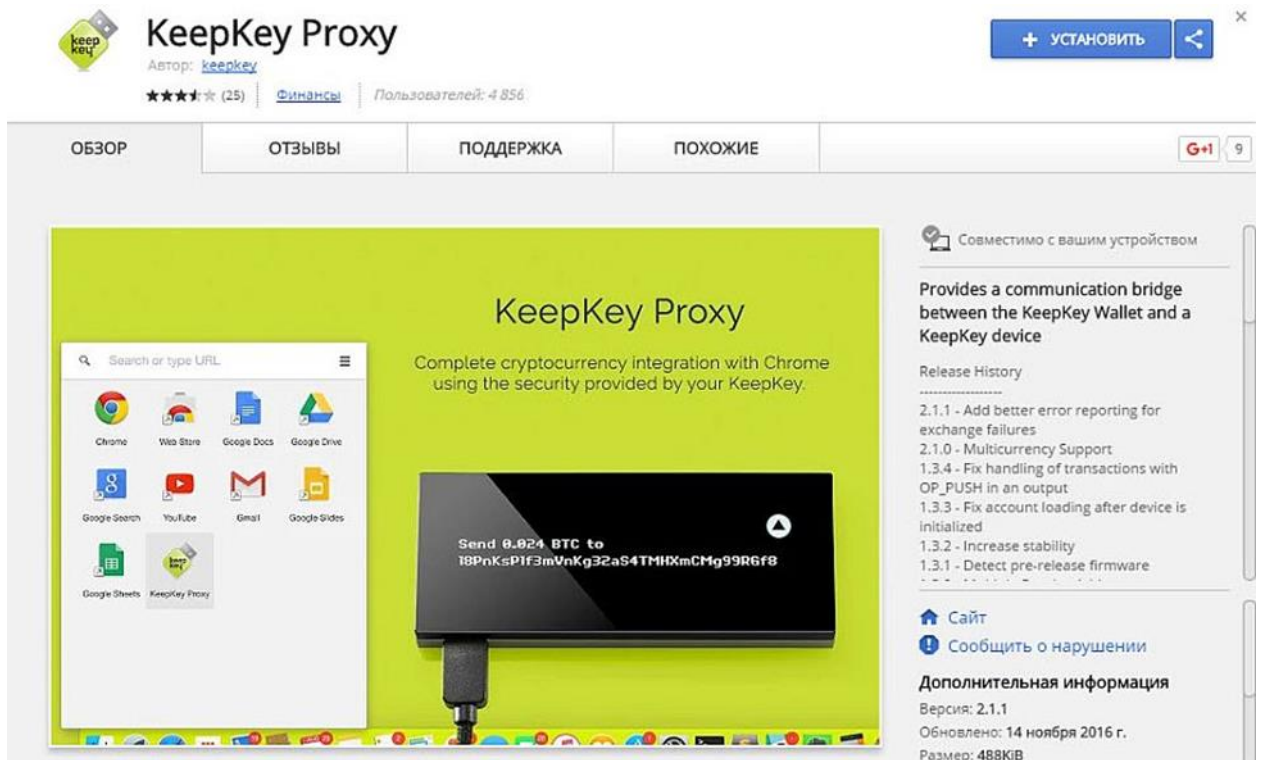 keep
key
KeepKey Proxy
Автор: keepkey
(25)
Финансы
Пользователей: 4 856
+ УСТАНОВИТЬ
ОБЗОР
ОТЗЫВЫ
ПОДДЕРЖКА
ПОХОЖИЕ
G+1
9
KeepKey Proxy
Complete cryptocurrency integration with Chrome
using the security provided by your KeepKey.
Search or type URL
Chrome
Web Store
Google Docs
Google Drive
Google Search
YouTube
Gmail
Google Slides
Google Sheets
KeepKey Proxy
Send 0.024 BTC to
18PnKsP1f3mVnKg32aS4TMHXmCMg99RGf8
Совместимо с вашим устройством
Provides a communication bridge
between the KeepKey Wallet and a
KeepKey device
Release History
-------------------
2.1.1 - Add better error reporting for
exchange failures
2.1.0 - Multicurrency Support
1.3.4 - Fix handling of transactions with
OP_PUSH in an output
1.3.3 - Fix account loading after device is
initialized
1.3.2 - Increase stability
1.3.1 - Detect pre-release firmware
Сайт
Сообщить о нарушении
Дополнительная информация
Версия: 2.1.1
Обновлено: 14 ноября 2016 г.
Размер: 488KiB